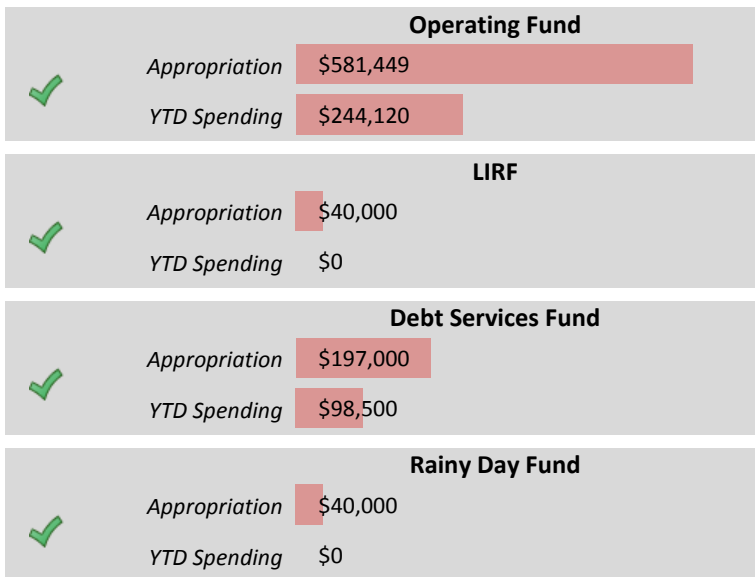 Operating Fund
Appropriation $581,449
YTD Spending $244,120
LIRF
Appropriation $40,000
YTD Spending $0
Debt Services Fund
Appropriation $197,000
YTD Spending $98,500
Rainy Day Fund
Appropriation $40,000
YTD Spending $0